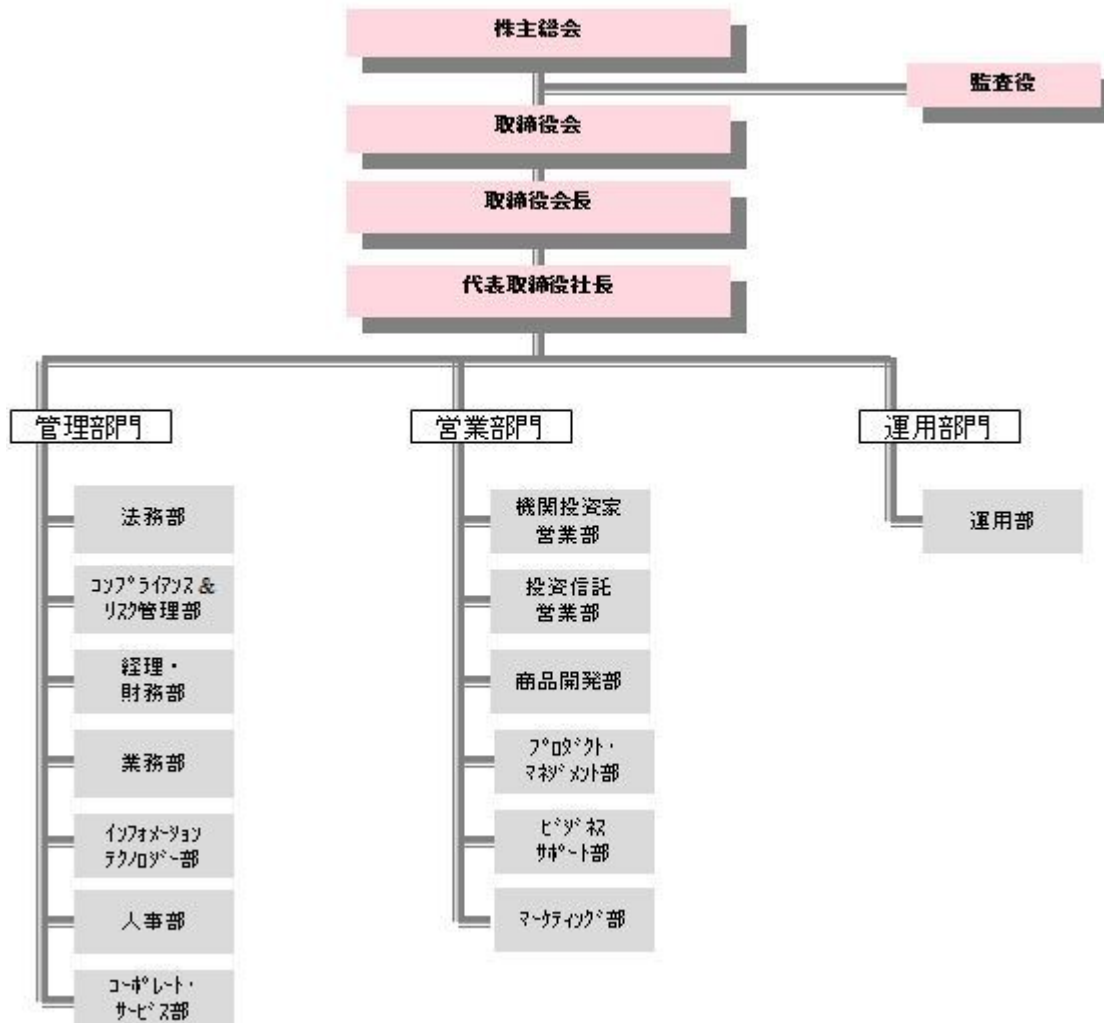 株主総会
監査役
取締役会
取締役会長
代表取締役社長
管理部門
営業部門
運用部門
法務部
コンプライアンス&
リスク管理部
経理・
財務部
業務部
インフォメーション
テクノロジー部
人事部
コーポレート・
サービス部
機関投資家
営業部
投資信託
営業部
商品開発部
プロダクト・
マネジメント部
ビジネス
サポート部
マーケティング部
運用部